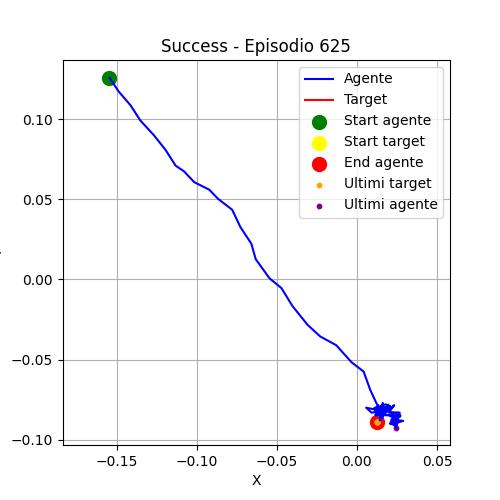 Success - Episodio 625
Agente
Target
Start agente
Start target
End agente
Ultimi target
Ultimi agente
0.10
0.05
0.00
−0.05
−0.10
−0.15
−0.10
−0.05
0.00
0.05
X